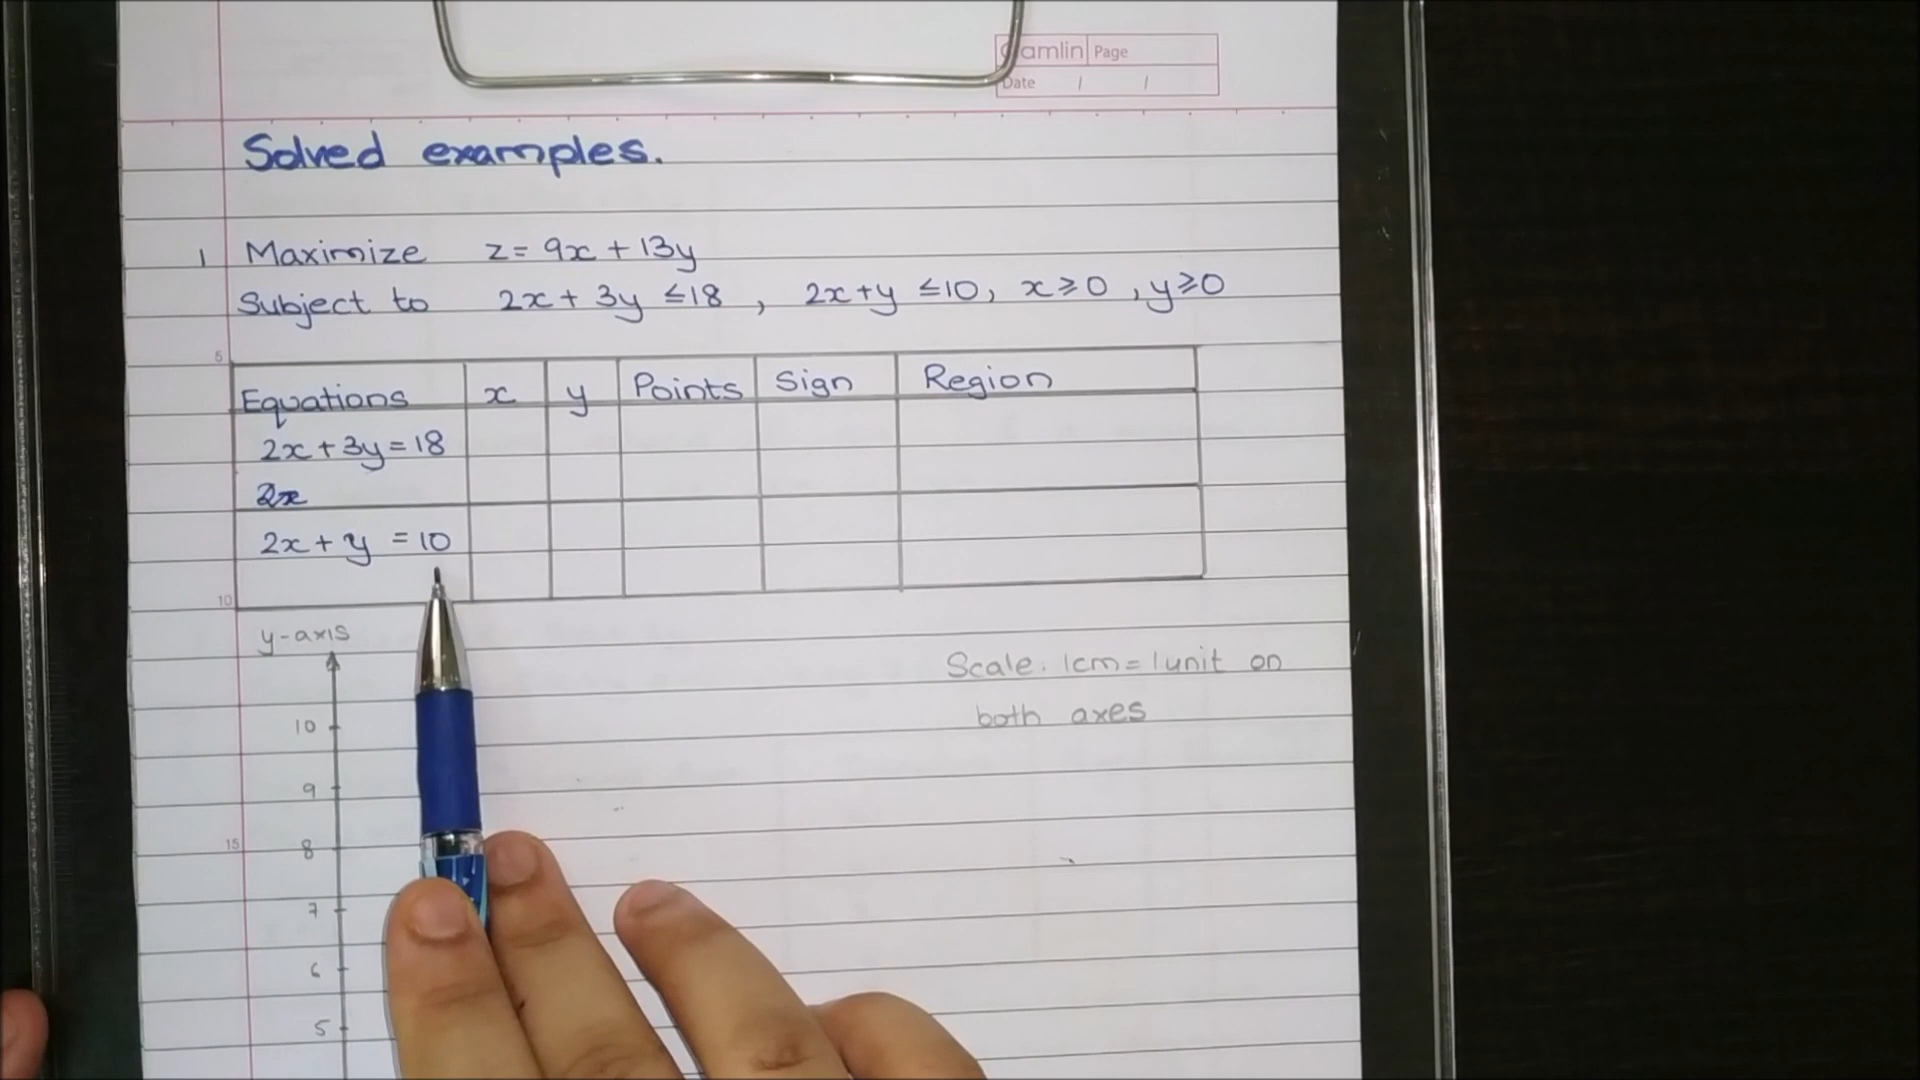 Camlin Page
Date / /
Solved examples.
1 Maximize z = 9x + 13y
Subject to 2x + 3y ≤ 18 , 2x + y ≤ 10, x ≥ 0 , y ≥ 0
5
Equations x y Points Sign Region
2x + 3y = 18
2x
2x + y = 10
10
y-axis
Scale. 1cm = 1unit on
both axes
10
9
15
8
7
6
5